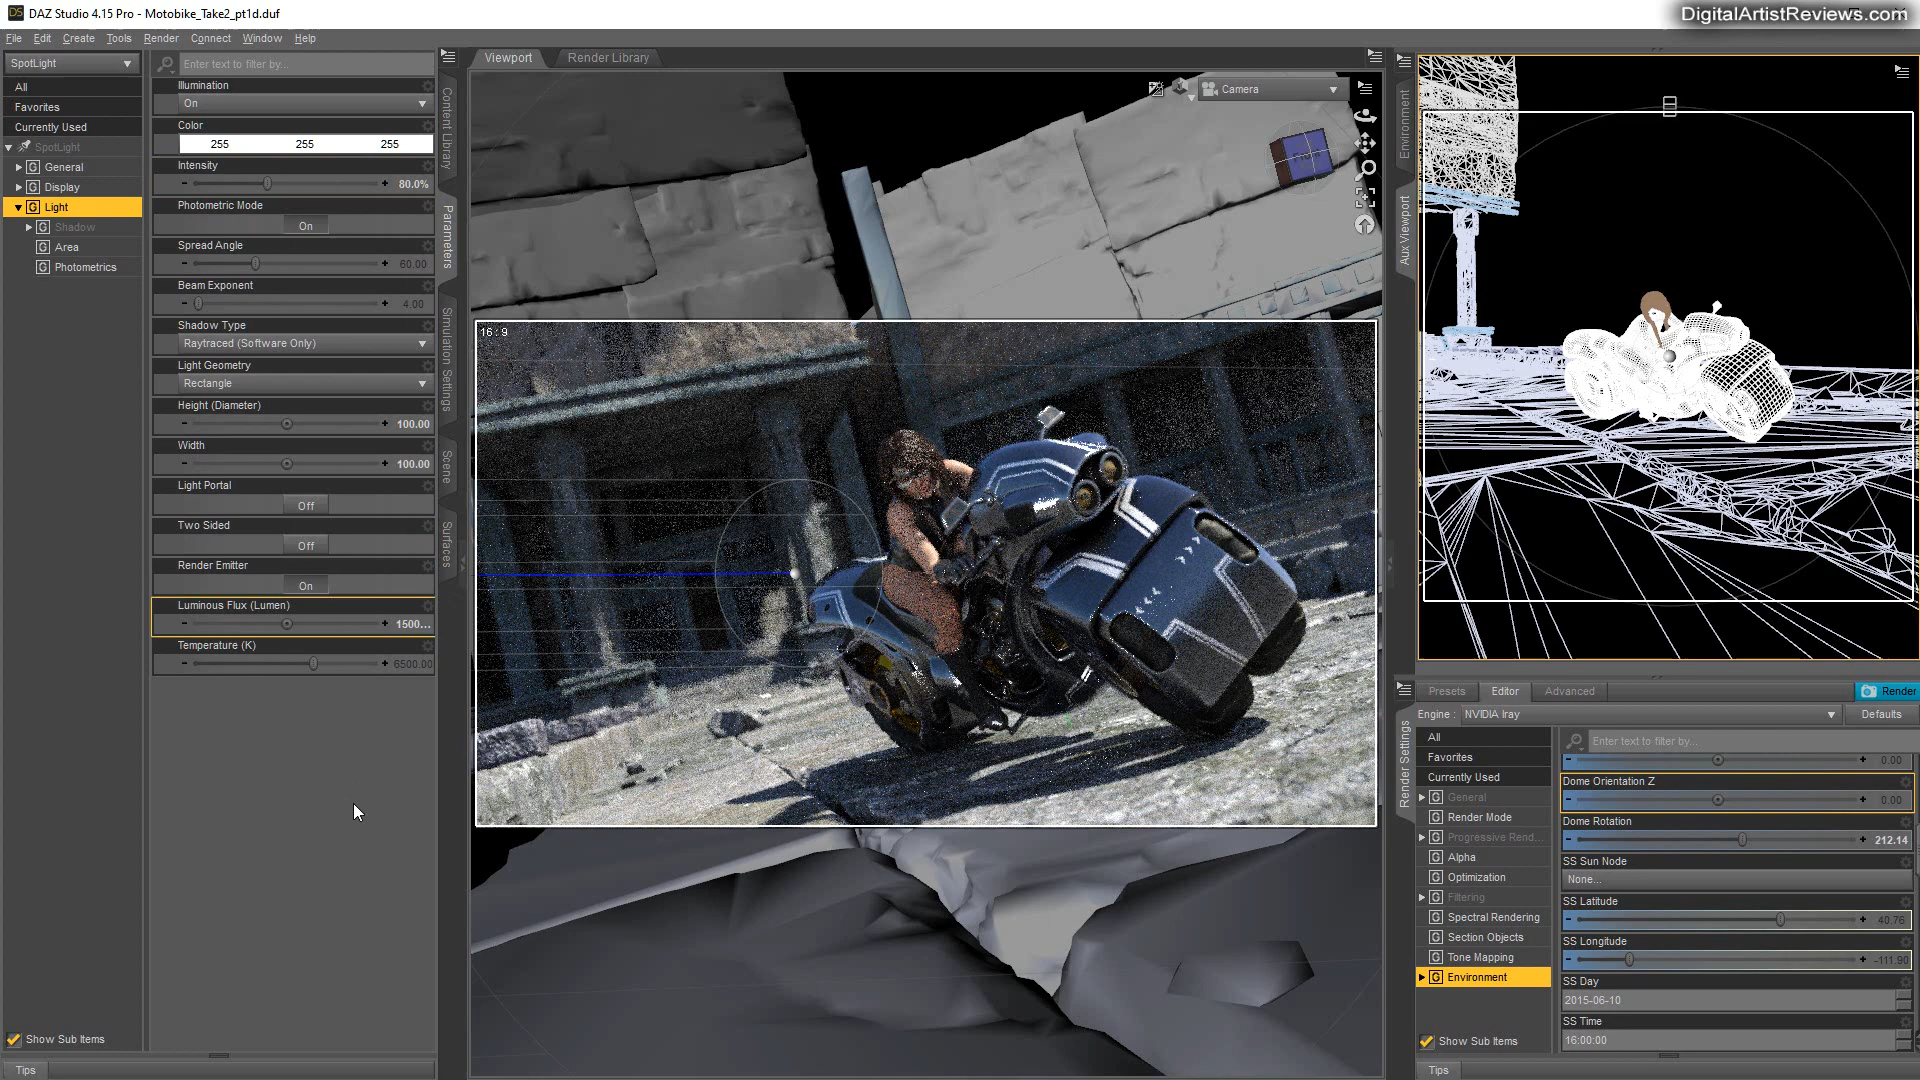 DAZ Studio 4.15 Pro - Motobike_Take2_pt1d.duf
DigitalArtistReviews.com
File Edit Create Tools Render Connect Window Help
SpotLight
All
Favorites
Currently Used
SpotLight
General
Display
Light
Shadow
Area
Photometrics
Show Sub Items
Tips
Enter text to filter by...
Illumination
On
Color
255 255 255
Intensity
80.0%
Photometric Mode
On
Spread Angle
60.00
Beam Exponent
4.00
Shadow Type
Raytraced (Software Only)
Light Geometry
Rectangle
Height (Diameter)
100.00
Width
100.00
Light Portal
Off
Two Sided
Off
Render Emitter
On
Luminous Flux (Lumen)
1500...
Temperature (K)
6500.00
Content Library
Parameters
Simulation Settings
Scene
Surfaces
Viewport Render Library
Camera
16:9
Environment
Aux Viewport
Render Settings
Presets Editor Advanced
Render
Engine : NVIDIA Iray
Defaults
All
Favorites
Currently Used
General
Render Mode
Progressive Rend...
Alpha
Optimization
Filtering
Spectral Rendering
Section Objects
Tone Mapping
Environment
Show Sub Items
Tips
Enter text to filter by...
0.00
Dome Orientation Z
0.00
Dome Rotation
212.14
SS Sun Node
None...
SS Latitude
40.76
SS Longitude
-111.90
SS Day
2015-06-10
SS Time
16:00:00